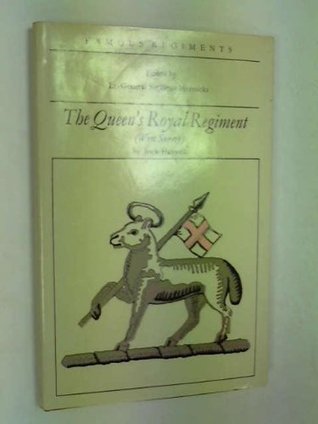 FAMOUS REGIMENTS
Edited by
Lt-General Sir Brian Horrocks
The Queen's Royal Regiment
(West Surrey)
by Jock Haswell